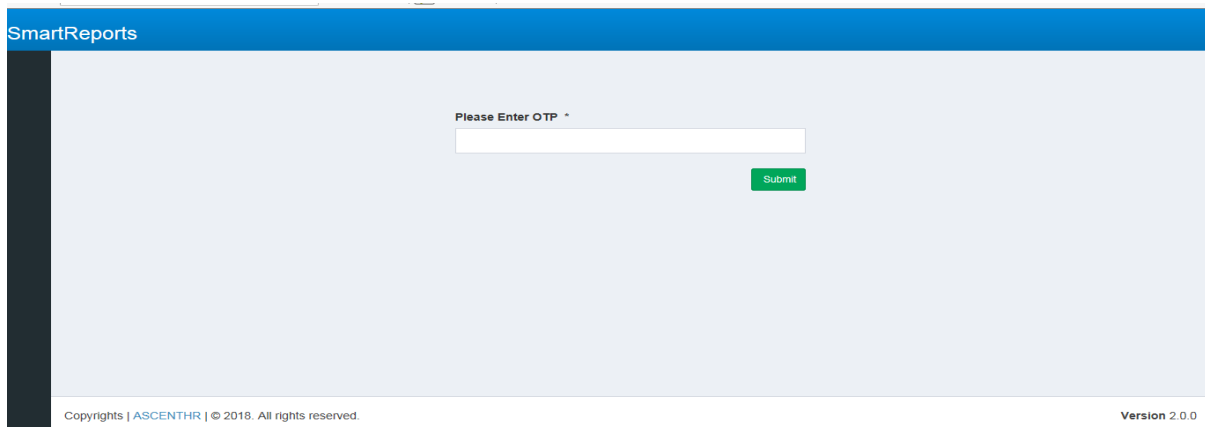 SmartReports
Please Enter OTP *
Submit
Copyrights | ASCENTHR | © 2018. All rights reserved.
Version 2.0.0